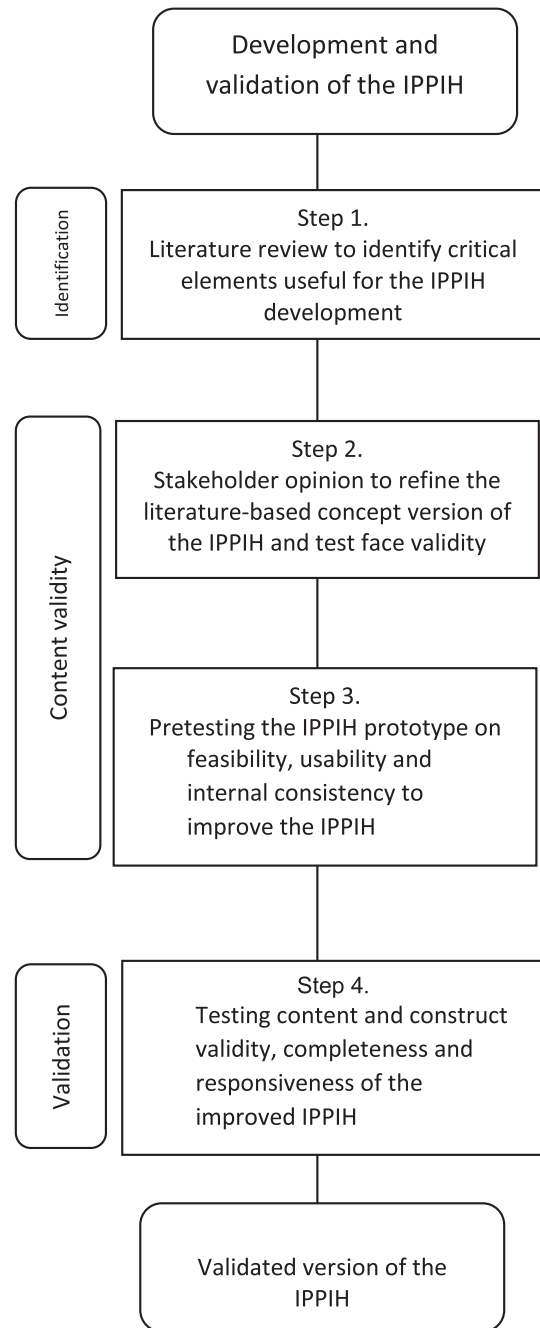 Development and
validation of the IPPIH
Identification
Step 1.
Literature review to identify critical
elements useful for the IPPIH
development
Content validity
Step 2.
Stakeholder opinion to refine the
literature-based concept version of
the IPPIH and test face validity
Step 3.
Pretesting the IPPIH prototype on
feasibility, usability and
internal consistency to
improve the IPPIH
Validation
Step 4.
Testing content and construct
validity, completeness and
responsiveness of the
improved IPPIH
Validated version of the
IPPIH